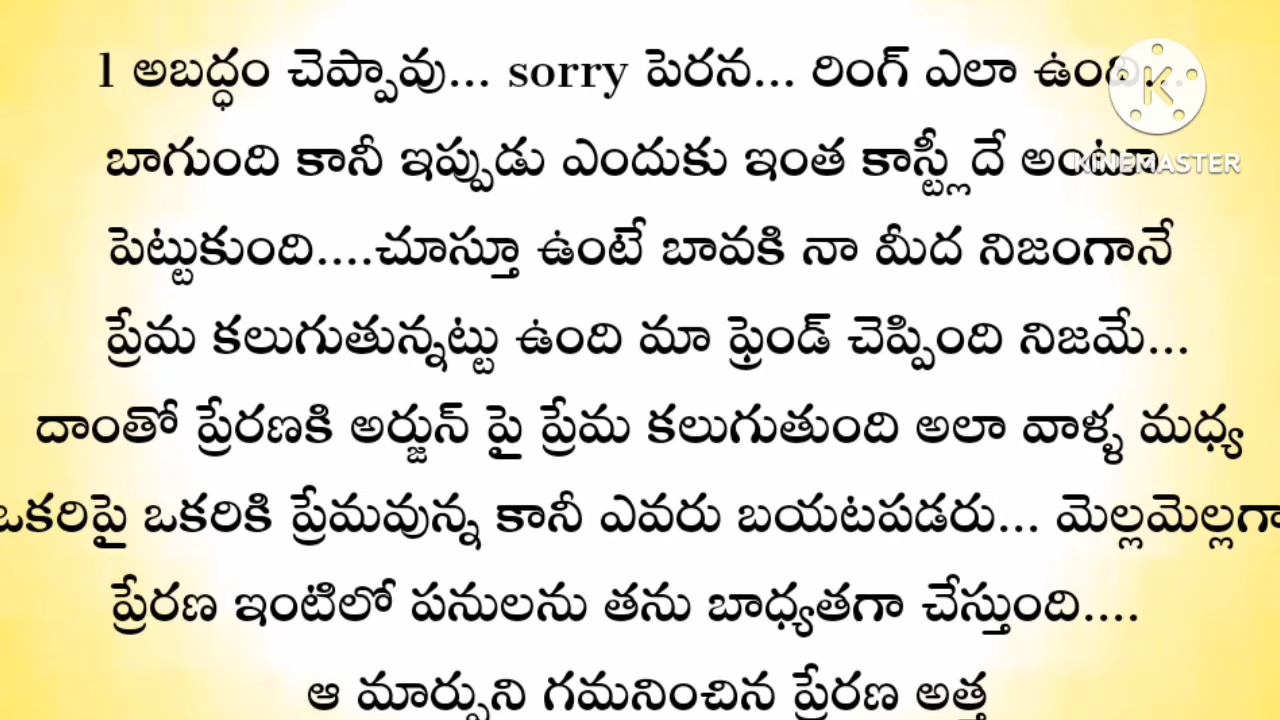 1 అబద్ధం చెప్పావు... sorry పెరన... రింగ్ ఎలా ఉంది...
బాగుంది కానీ ఇప్పుడు ఎందుకు ఇంత కాస్ట్లీదే అంటూ
KINEMASTER
పెట్టుకుంది....చూస్తూ ఉంటే బావకి నా మీద నిజంగానే
ప్రేమ కలుగుతున్నట్టు ఉంది మా ఫ్రెండ్ చెప్పింది నిజమే...
దాంతో ప్రేరణకి అర్జున్ పై ప్రేమ కలుగుతుంది అలా వాళ్ళ మధ్య
ఒకరిపై ఒకరికి ప్రేమవున్న కానీ ఎవరు బయటపడరు... మెల్లమెల్లగా
ప్రేరణ ఇంటిలో పనులను తను బాధ్యతగా చేస్తుంది....
ఆ మార్పుని గమనించిన ప్రేరణ అత్త